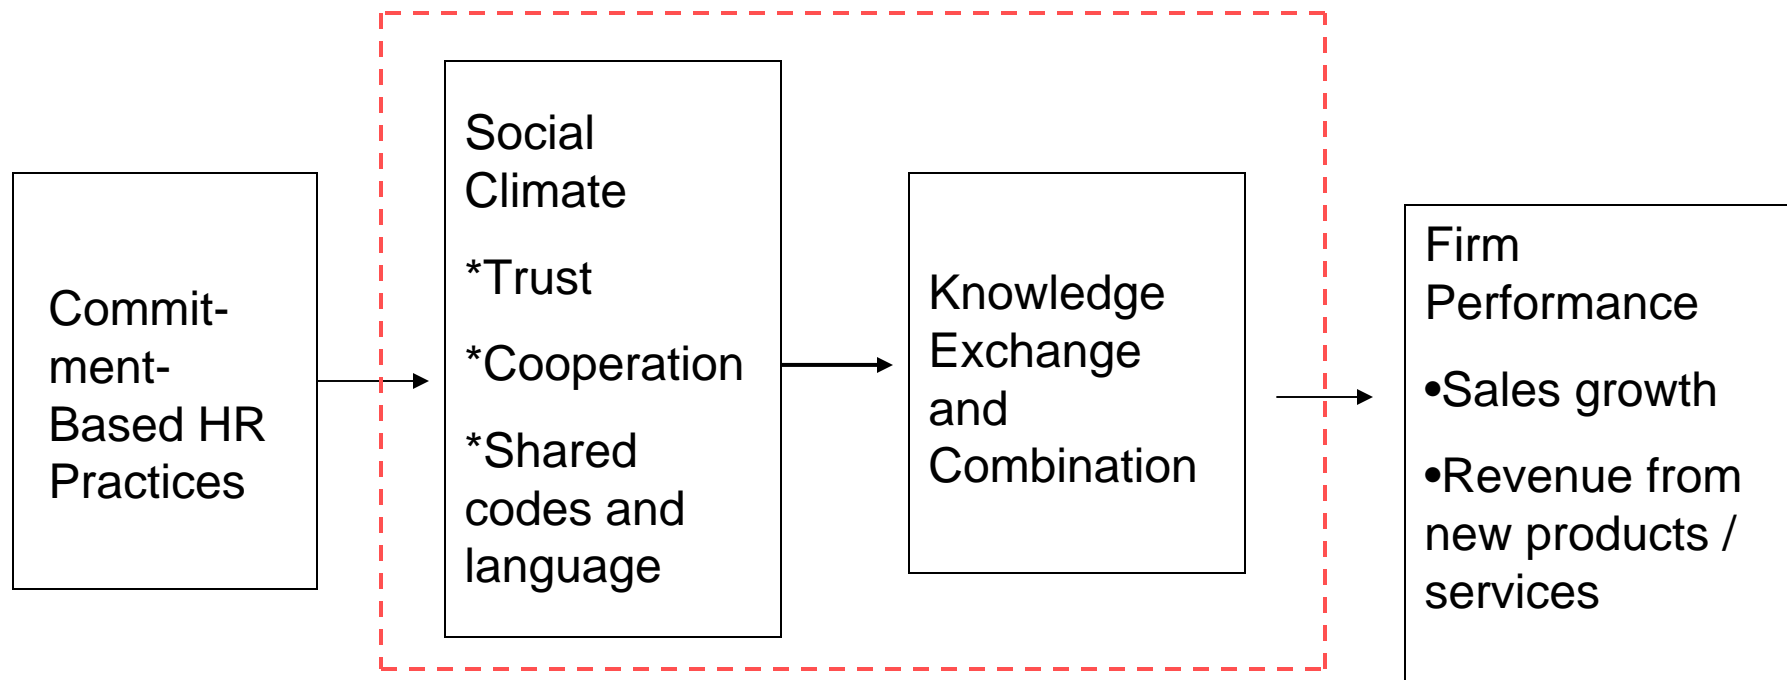 Commit-
ment-
Based HR
Practices
Social
Climate
*Trust
*Cooperation
*Shared
codes and
language
Knowledge
Exchange
and
Combination
Firm
Performance
•Sales growth
•Revenue from
new products /
services